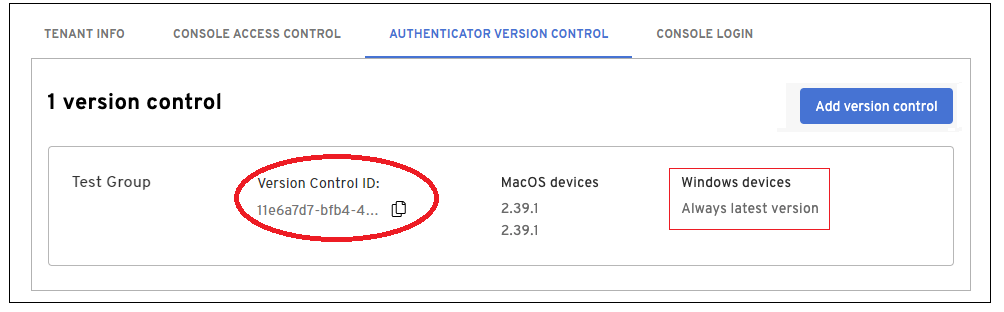 TENANT INFO CONSOLE ACCESS CONTROL AUTHENTICATOR VERSION CONTROL CONSOLE LOGIN
1 version control
Add version control
Test Group
Version Control ID:
11e6a7d7-bfb4-4...
MacOS devices
2.39.1
2.39.1
Windows devices
Always latest version